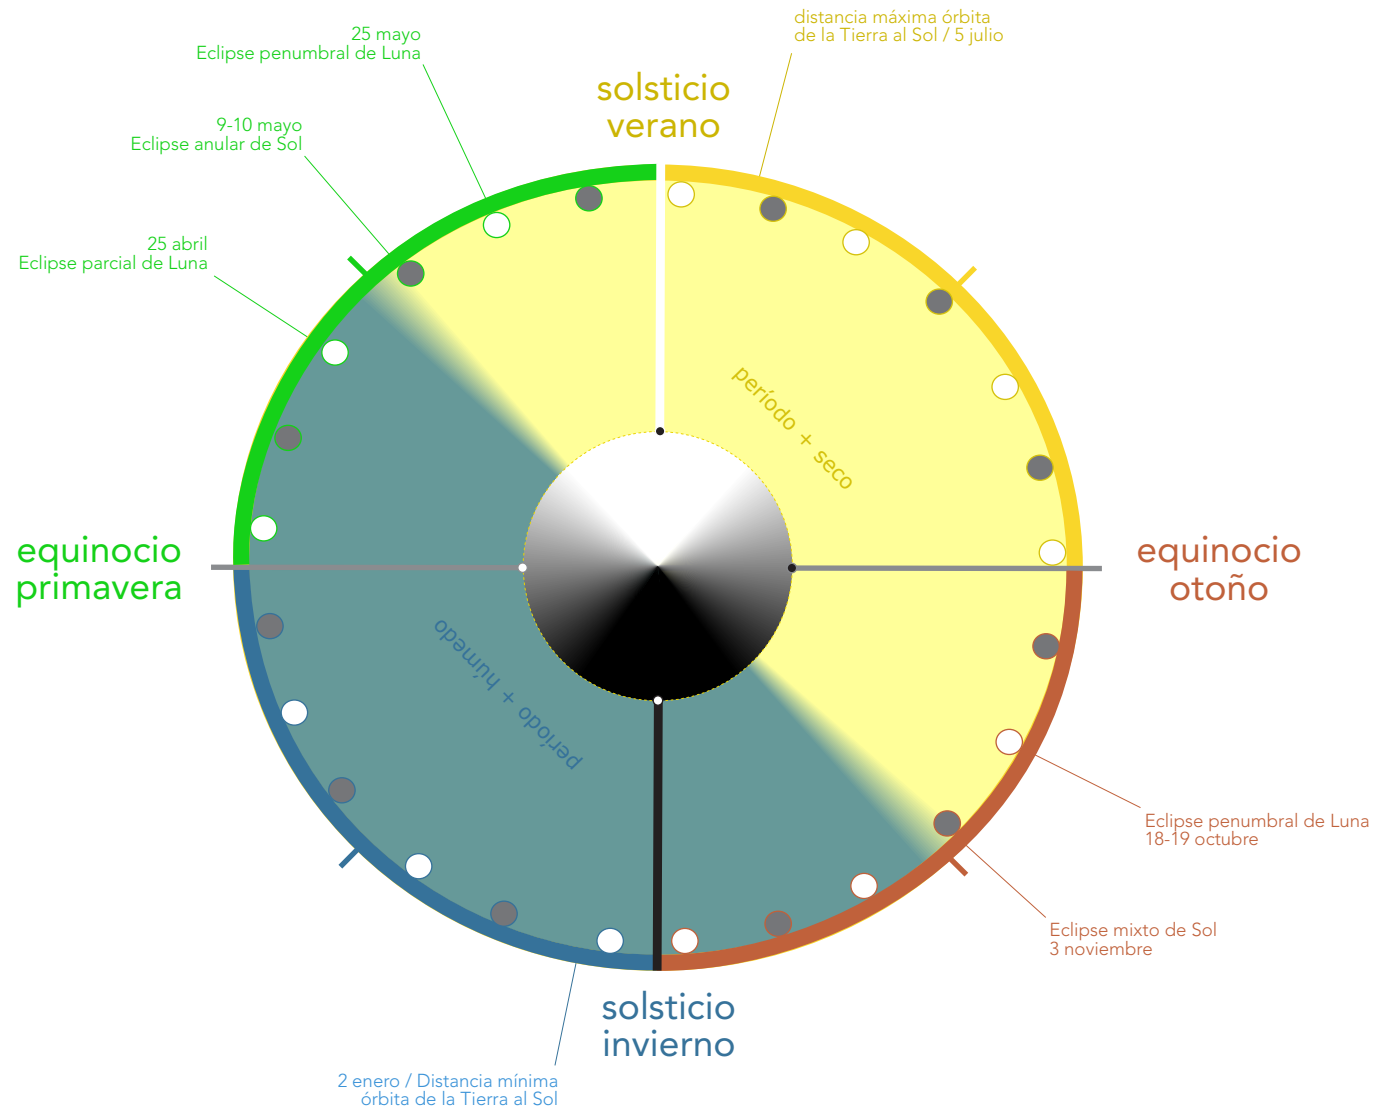 distancia máxima órbita
de la Tierra al Sol / 5 julio
25 mayo
Eclipse penumbral de Luna
solsticio
verano
9-10 mayo
Eclipse anular de Sol
25 abril
Eclipse parcial de Luna
período + seco
equinocio
primavera
equinocio
otoño
período + húmedo
Eclipse penumbral de Luna
18-19 octubre
Eclipse mixto de Sol
3 noviembre
solsticio
invierno
2 enero / Distancia mínima
órbita de la Tierra al Sol